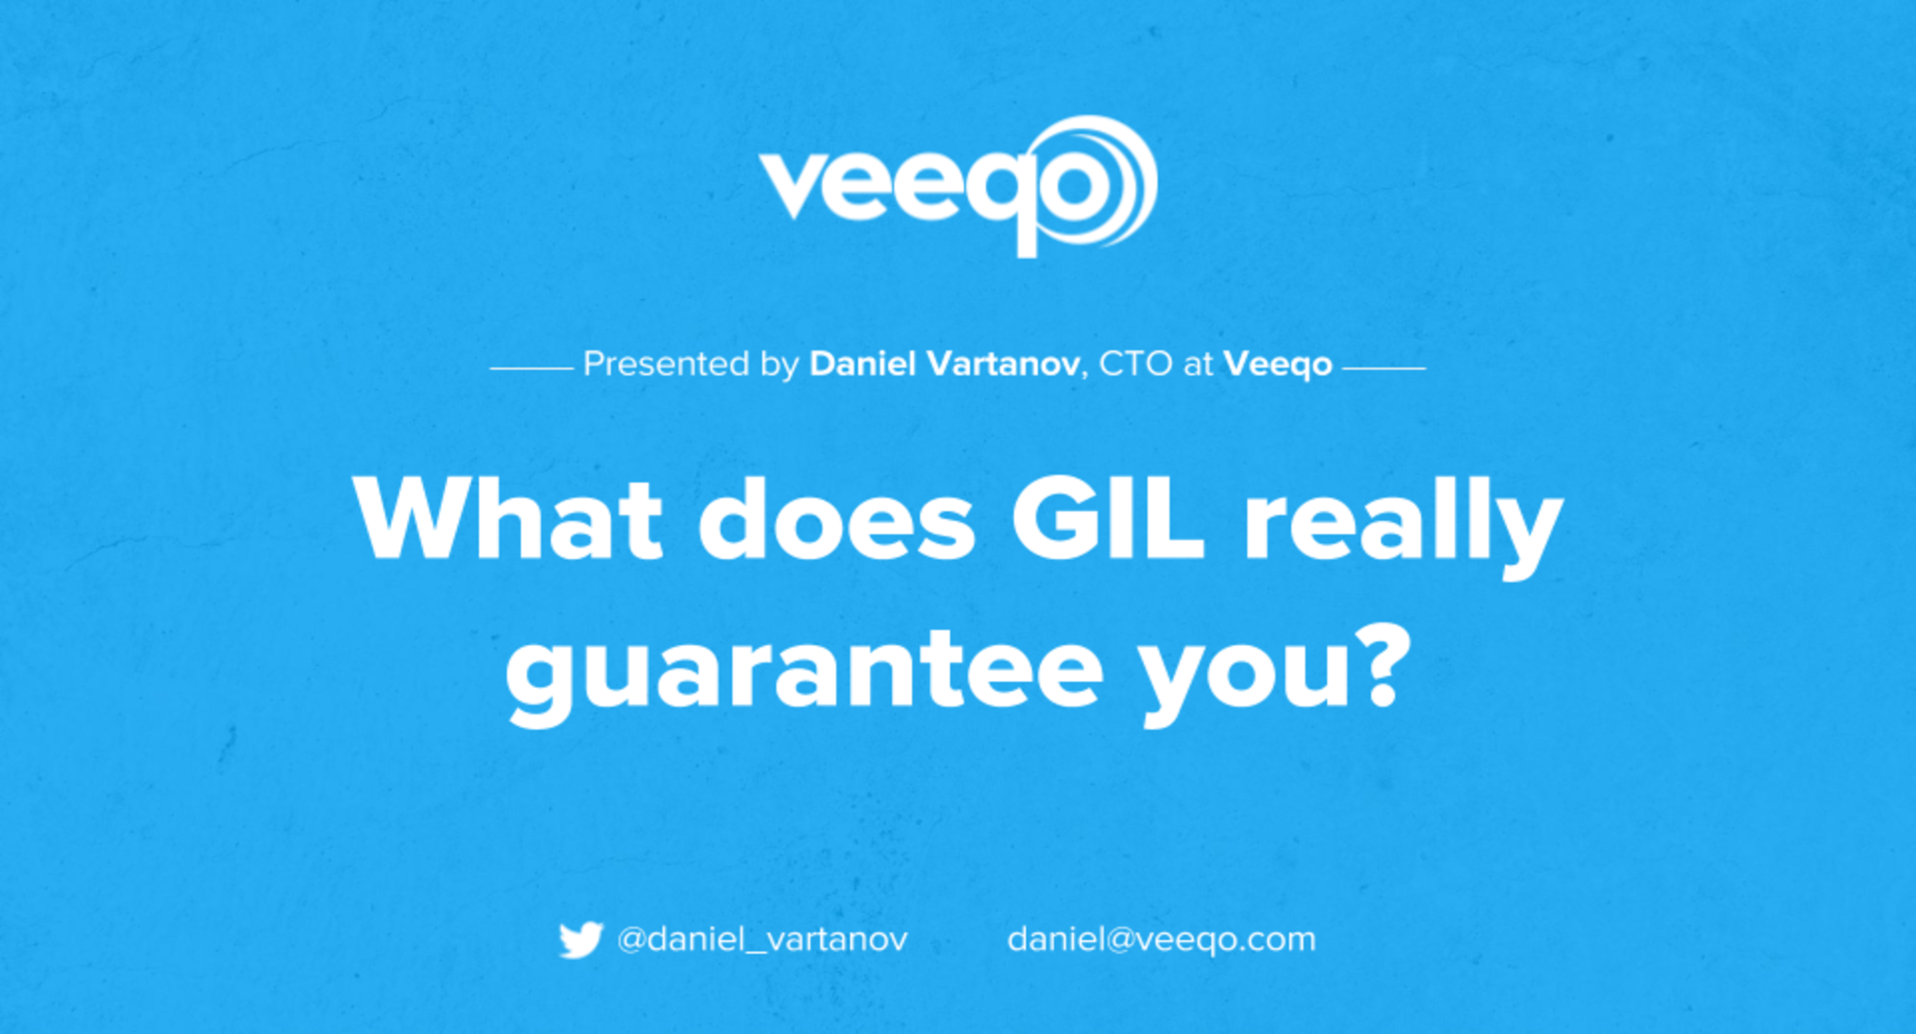 veeqo
Presented by Daniel Vartanov, CTO at Veeqo
What does GIL really
guarantee you?
@daniel_vartanov daniel@veeqo.com